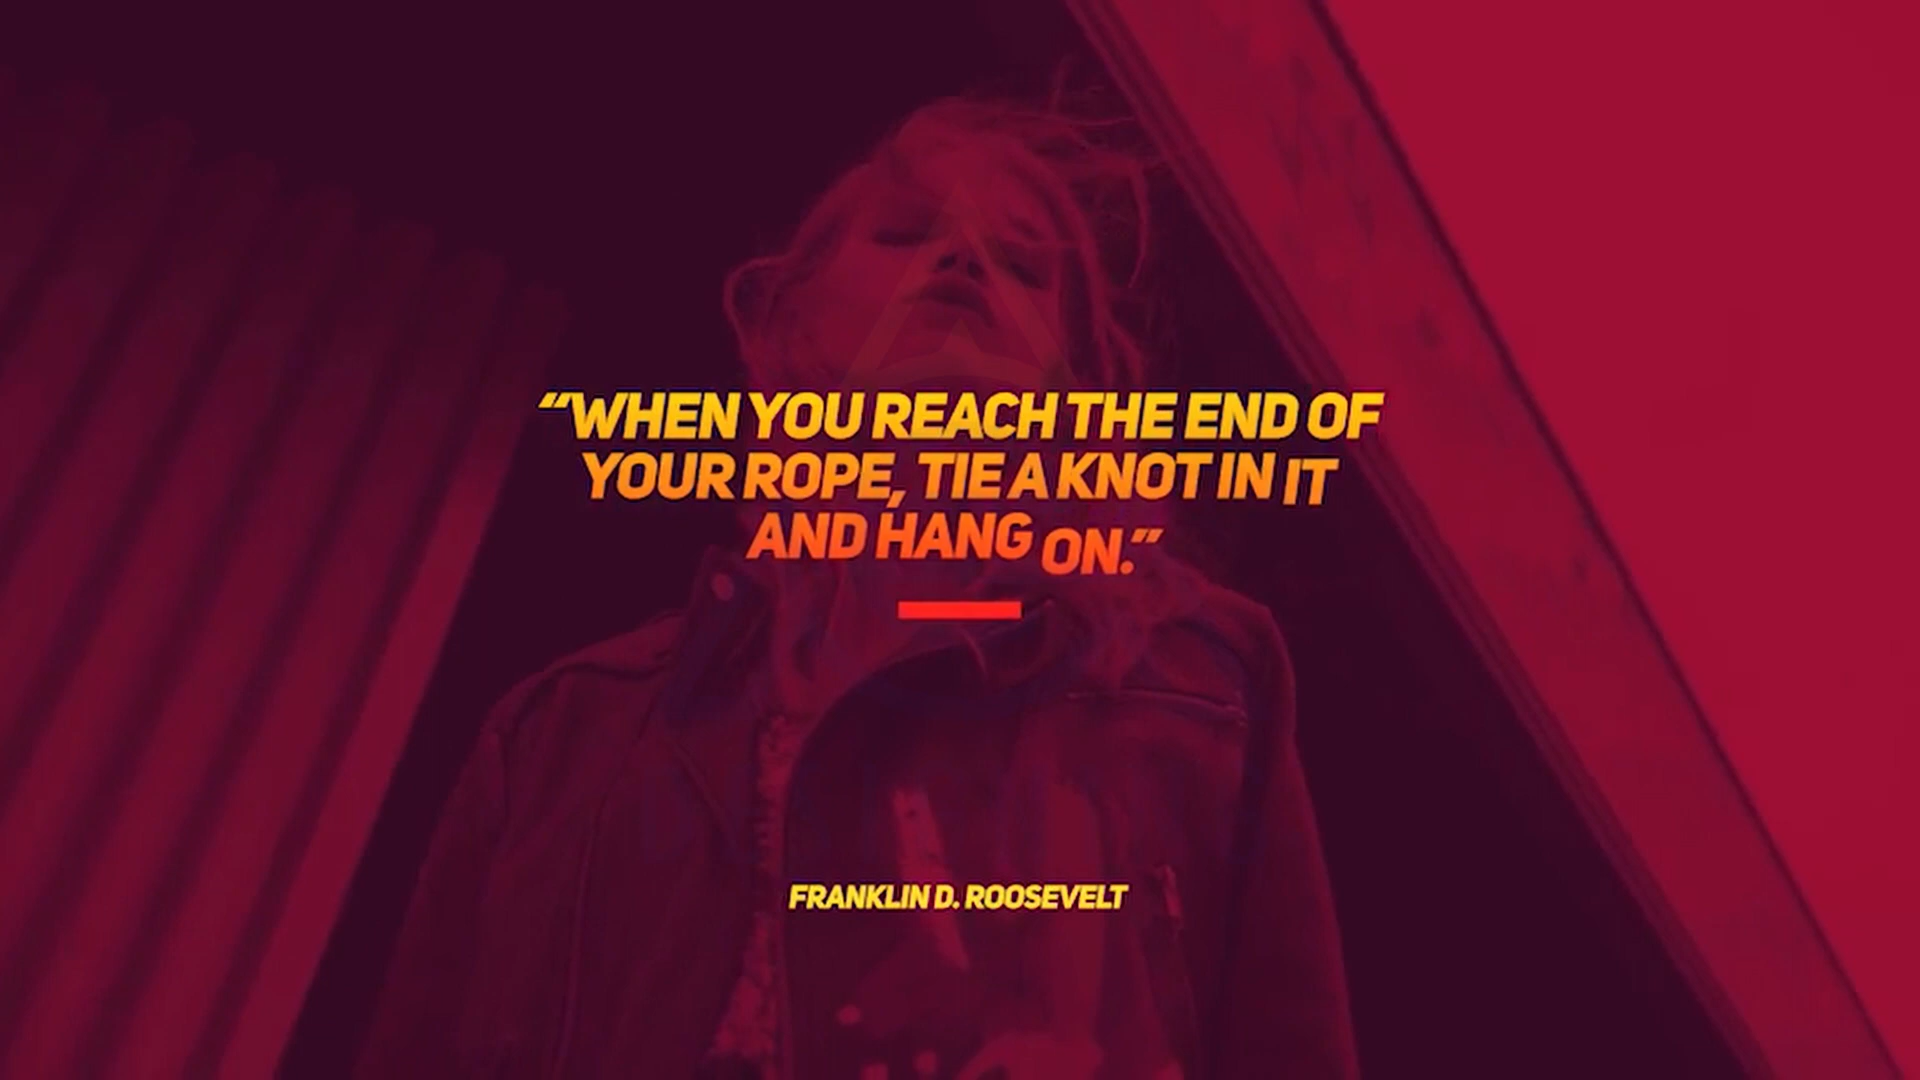 “WHEN YOU REACH THE END OF
YOUR ROPE, TIE A KNOT IN IT
AND HANG ON.”
FRANKLIN D. ROOSEVELT